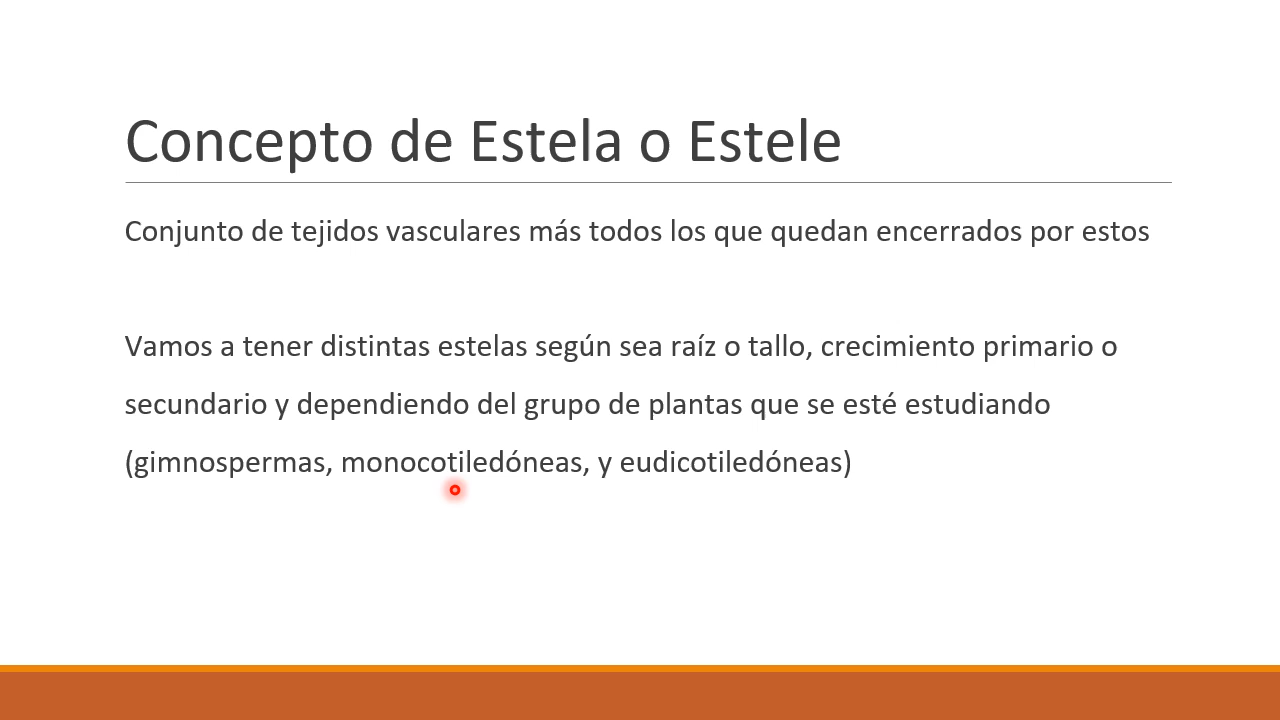 Concepto de Estela o Estele
Conjunto de tejidos vasculares más todos los que quedan encerrados por estos
Vamos a tener distintas estelas según sea raíz o tallo, crecimiento primario o
secundario y dependiendo del grupo de plantas que se esté estudiando
(gimnospermas, monocotiledóneas, y eudicotiledóneas)